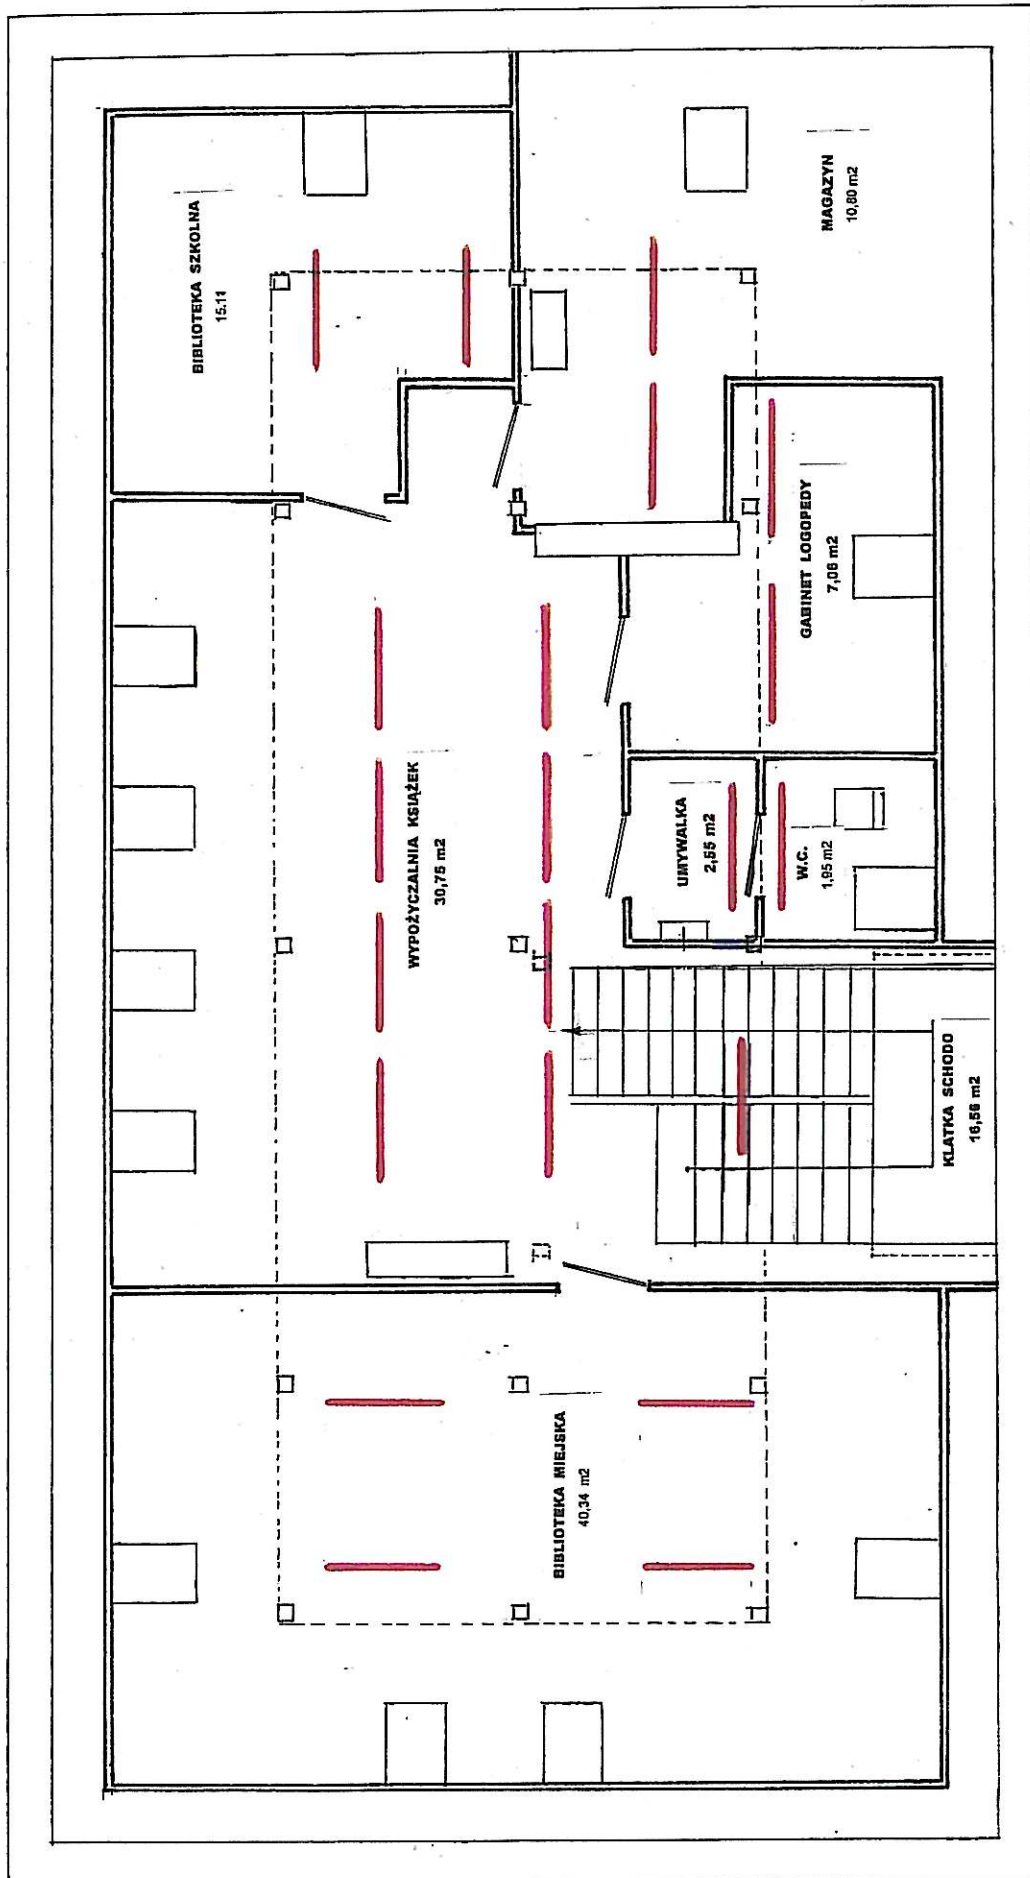 BIBLIOTEKA SZKOLNA
15.11
MAGAZYN
10,80 m2
GABINET LOGOPEDY
7,06 m2
WYPOŻYCZALNIA KSIĄŻEK
30,75 m2
UMYWALKA
2,55 m2
W.C.
1,95 m2
KLATKA SCHODO
16,56 m2
BIBLIOTEKA MIEJSKA
40,34 m2